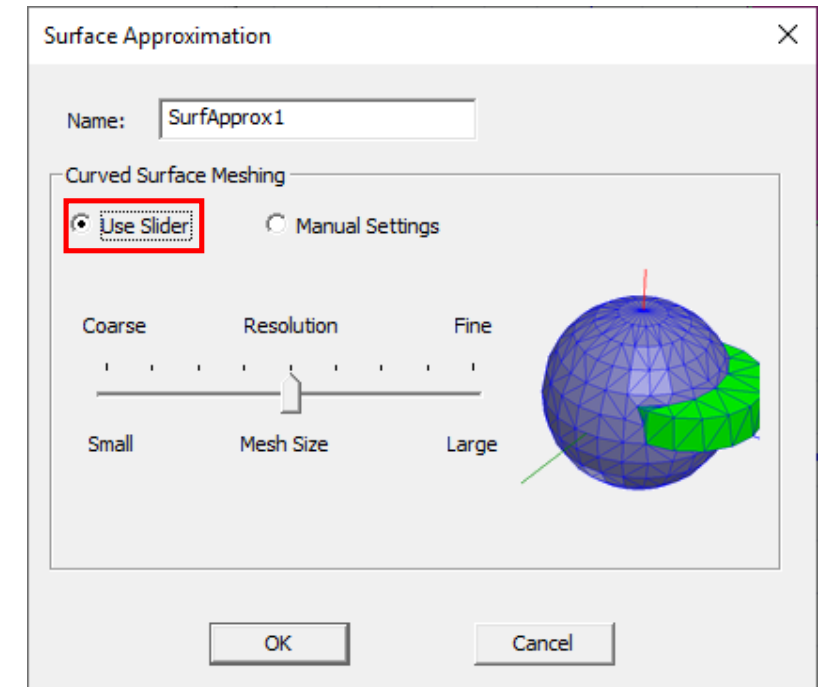 Surface Approximation
Name: SurfApprox1
Curved Surface Meshing
Use Slider Manual Settings
Coarse Resolution Fine
Small Mesh Size Large
OK Cancel